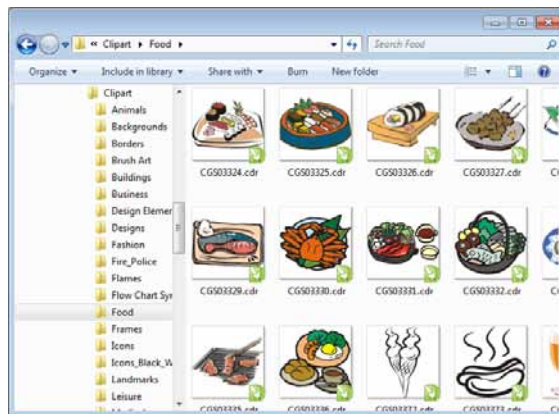 « Clipart ▸ Food ▸
Search Food
Organize ▾ Include in library ▾ Share with ▾ Burn New folder
Clipart
Animals
Backgrounds
Borders
Brush Art
Buildings
Business
Design Elemer
Designs
Fashion
Fire_Police
Flames
Flow Chart Syr
Food
Frames
Icons
Icons_Black_W
Landmarks
Leisure
CGS03324.cdr CGS03325.cdr CGS03326.cdr CGS03327.cdr
CGS03329.cdr CGS03330.cdr CGS03331.cdr CGS03332.cdr